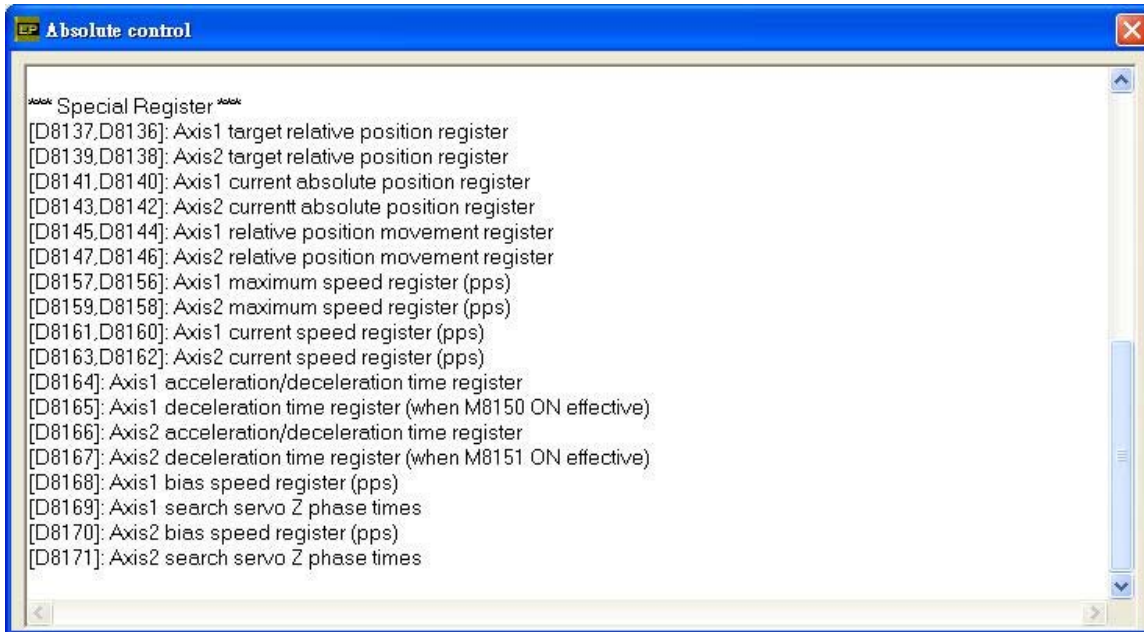 EP Absolute control
*** Special Register ***
[D8137,D8136]: Axis1 target relative position register
[D8139,D8138]: Axis2 target relative position register
[D8141,D8140]: Axis1 current absolute position register
[D8143,D8142]: Axis2 currentt absolute position register
[D8145,D8144]: Axis1 relative position movement register
[D8147,D8146]: Axis2 relative position movement register
[D8157,D8156]: Axis1 maximum speed register (pps)
[D8159,D8158]: Axis2 maximum speed register (pps)
[D8161,D8160]: Axis1 current speed register (pps)
[D8163,D8162]: Axis2 current speed register (pps)
[D8164]: Axis1 acceleration/deceleration time register
[D8165]: Axis1 deceleration time register (when M8150 ON effective)
[D8166]: Axis2 acceleration/deceleration time register
[D8167]: Axis2 deceleration time register (when M8151 ON effective)
[D8168]: Axis1 bias speed register (pps)
[D8169]: Axis1 search servo Z phase times
[D8170]: Axis2 bias speed register (pps)
[D8171]: Axis2 search servo Z phase times